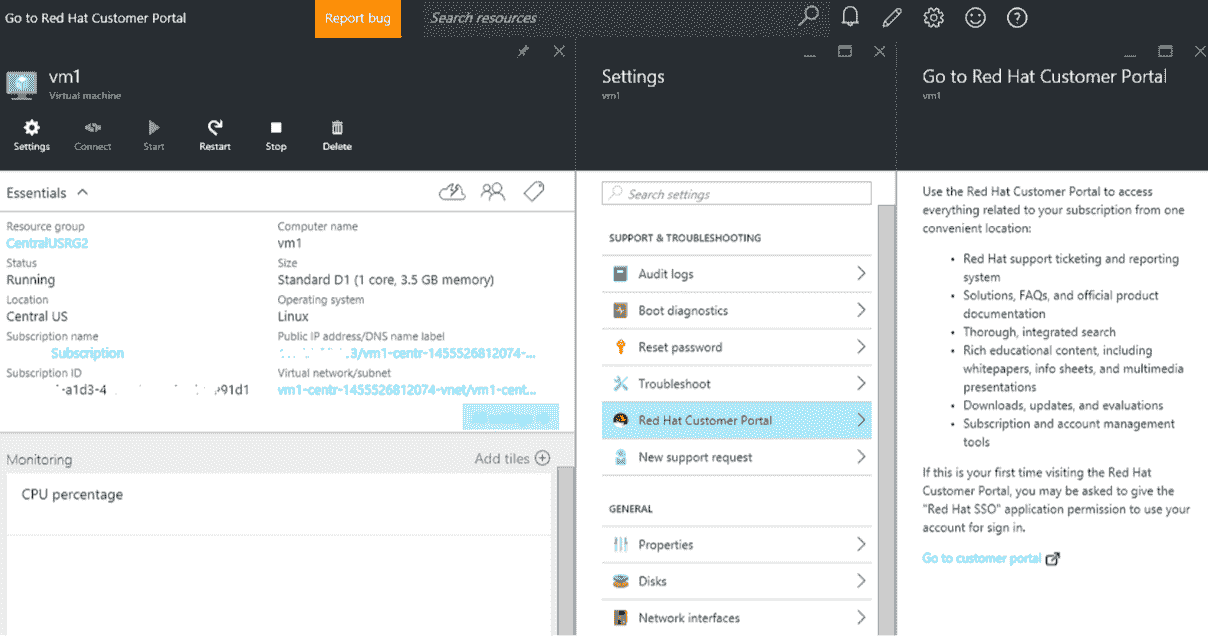 Go to Red Hat Customer Portal
Report bug
Search resources
vm1
Virtual machine
Settings
Connect
Start
Restart
Stop
Delete
Essentials
Resource group
CentralUSRG2
Status
Running
Location
Central US
Subscription name
Subscription
Subscription ID
-a1d3-4
91d1
Computer name
vm1
Size
Standard D1 (1 core, 3.5 GB memory)
Operating system
Linux
Public IP address/DNS name label
3/vm1-centr-1455526812074-...
Virtual network/subnet
vm1-centr-1455526812074-vnet/vm1-cent...
Monitoring
Add tiles
CPU percentage
Settings
vm1
Search settings
SUPPORT & TROUBLESHOOTING
Audit logs
Boot diagnostics
Reset password
Troubleshoot
Red Hat Customer Portal
New support request
GENERAL
Properties
Disks
Network interfaces
Go to Red Hat Customer Portal
vm1
Use the Red Hat Customer Portal to access
everything related to your subscription from one
convenient location:
• Red Hat support ticketing and reporting
system
• Solutions, FAQs, and official product
documentation
• Thorough, integrated search
• Rich educational content, including
whitepapers, info sheets, and multimedia
presentations
• Downloads, updates, and evaluations
• Subscription and account management
tools
If this is your first time visiting the Red Hat
Customer Portal, you may be asked to give the
"Red Hat SSO" application permission to use your
account for sign in.
Go to customer portal